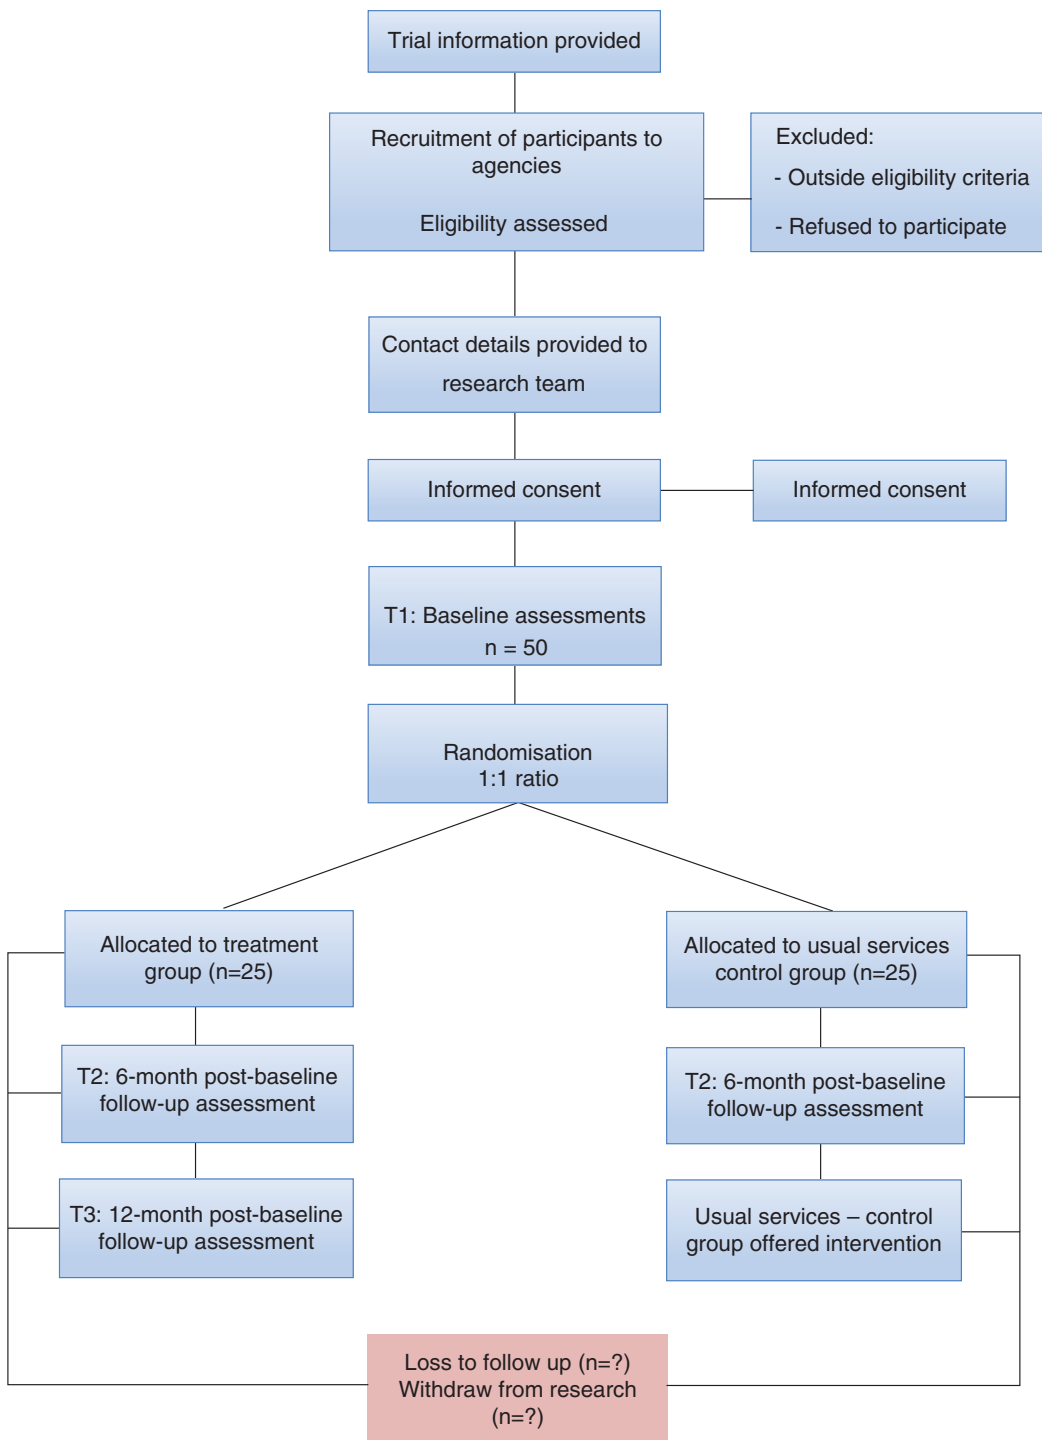 Trial information provided
Recruitment of participants to
agencies
Eligibility assessed
Excluded:
- Outside eligibility criteria
- Refused to participate
Contact details provided to
research team
Informed consent
Informed consent
T1: Baseline assessments
n = 50
Randomisation
1:1 ratio
Allocated to treatment
group (n=25)
T2: 6-month post-baseline
follow-up assessment
T3: 12-month post-baseline
follow-up assessment
Allocated to usual services
control group (n=25)
T2: 6-month post-baseline
follow-up assessment
Usual services – control
group offered intervention
Loss to follow up (n=?)
Withdraw from research
(n=?)